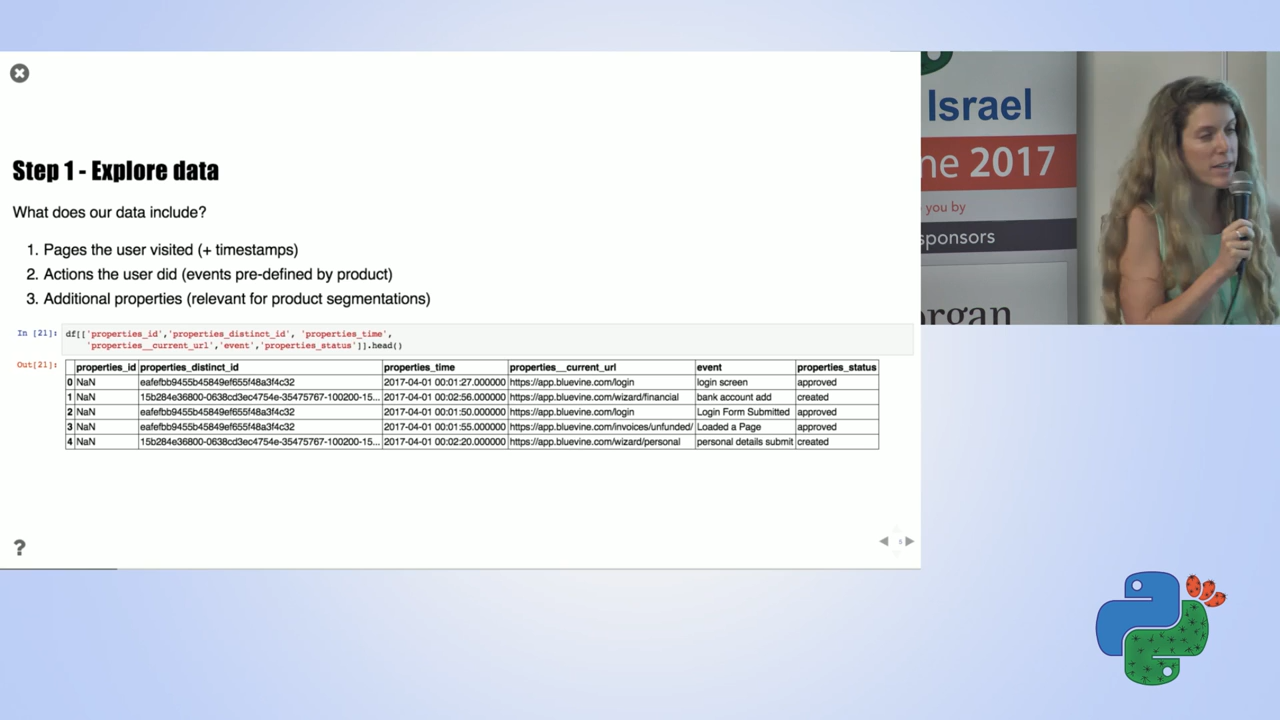 Step 1 - Explore data
What does our data include?
1. Pages the user visited (+ timestamps)
2. Actions the user did (events pre-defined by product)
3. Additional properties (relevant for product segmentations)
In [21]: df[['properties_id','properties_distinct_id', 'properties_time',
'properties__current_url','event','properties_status']].head()
Out[21]:
properties_id properties_distinct_id properties_time properties__current_url event properties_status
0 NaN eafefbb9455b45849ef655f48a3f4c32 2017-04-01 00:01:27.000000 https://app.bluevine.com/login login screen approved
1 NaN 15b284e36800-0638cd3ec4754e-35475767-100200-15... 2017-04-01 00:02:56.000000 https://app.bluevine.com/wizard/financial bank account add created
2 NaN eafefbb9455b45849ef655f48a3f4c32 2017-04-01 00:01:50.000000 https://app.bluevine.com/login Login Form Submitted approved
3 NaN eafefbb9455b45849ef655f48a3f4c32 2017-04-01 00:01:55.000000 https://app.bluevine.com/invoices/unfunded/ Loaded a Page approved
4 NaN 15b284e36800-0638cd3ec4754e-35475767-100200-15... 2017-04-01 00:02:20.000000 https://app.bluevine.com/wizard/personal personal details submit created
?
5
Israel
ne 2017
you by
sponsors
organ